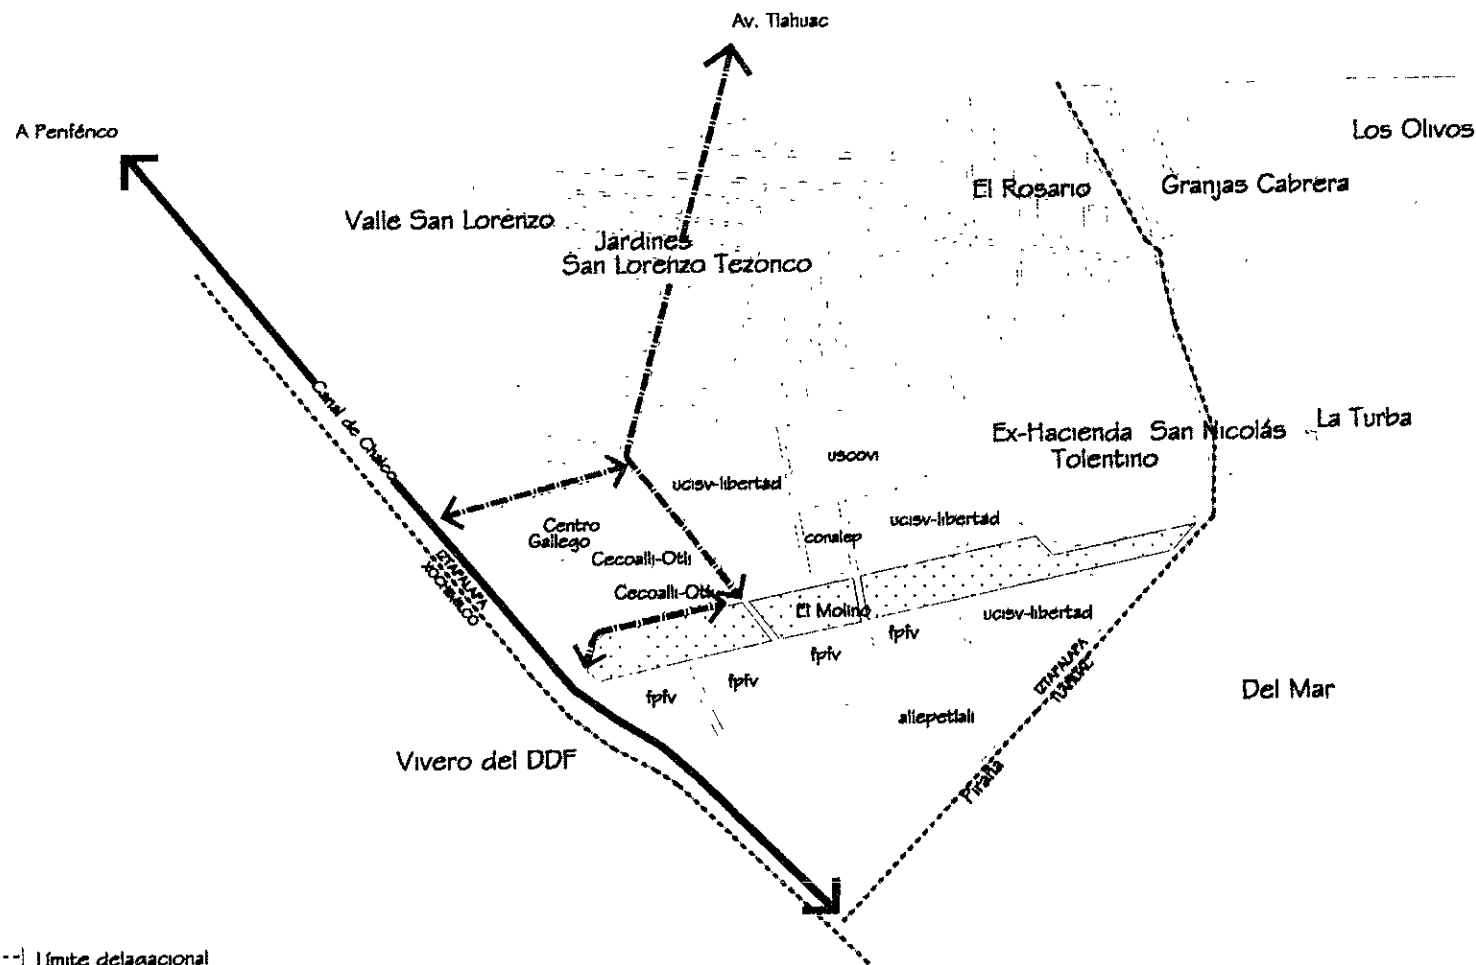 Av. Tlahuac
A Periférico
Los Olivos
El Rosario
Granjas Cabrera
Valle San Lorenzo
Jardines
San Lorenzo Tezonco
Canal de Chalco
Ex-Hacienda San Nicolás
Tolentino
La Turba
uscovi
ucisv-libertad
Centro
Gallego
conalep
ucisv-libertad
Cecoalli-Otli
Cecoalli-Otli
IZTAPALAPA
XOCHIMILCO
El Molino
ucisv-libertad
fpfv
fpfv
fpfv
fpfv
IZTAPALAPA
TLAHUAC
Del Mar
allepetlali
Vivero del DDF
Piraña
Límite delagacional